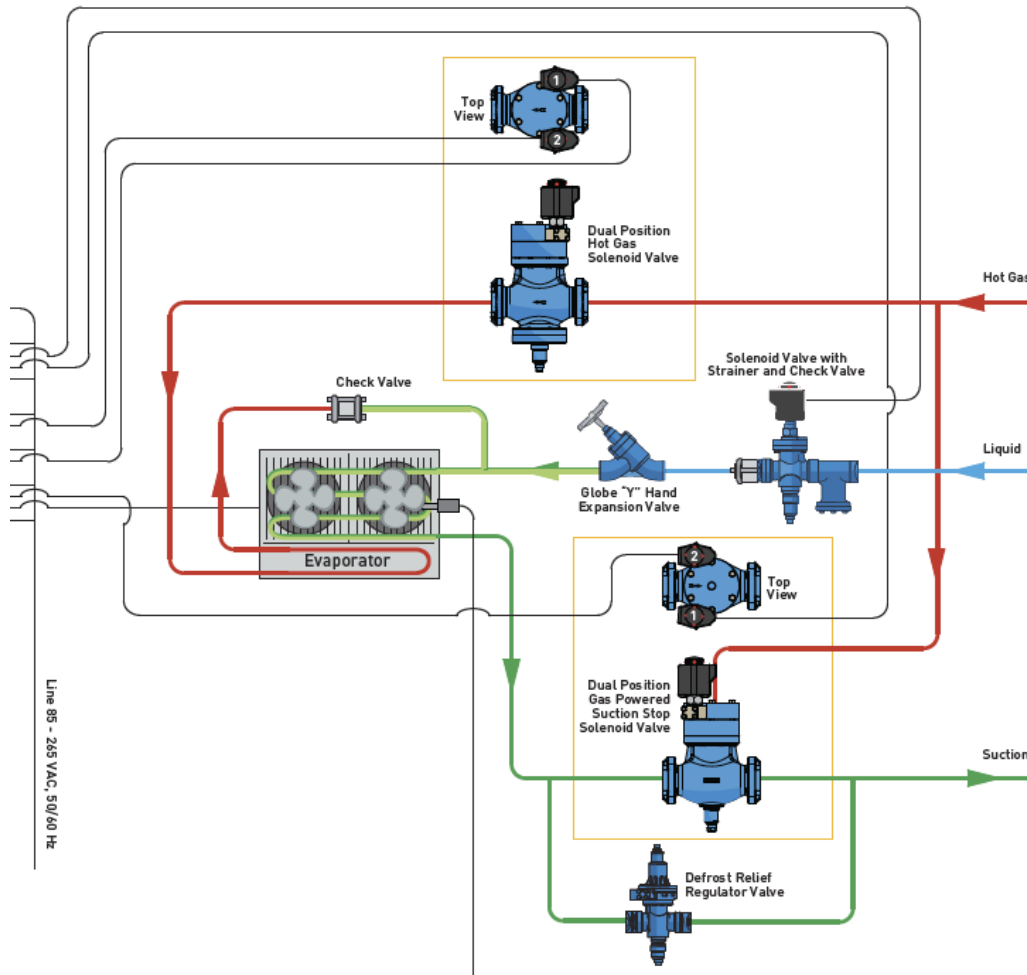 1
Top
View
2
Dual Position
Hot Gas
Solenoid Valve
Hot Gas
Solenoid Valve with
Strainer and Check Valve
Check Valve
Liquid
Globe “Y” Hand
Expansion Valve
Evaporator
2
Top
View
1
Dual Position
Gas Powered
Suction Stop
Solenoid Valve
Line 85 - 265 VAC, 50/60 Hz
Suction
Defrost Relief
Regulator Valve